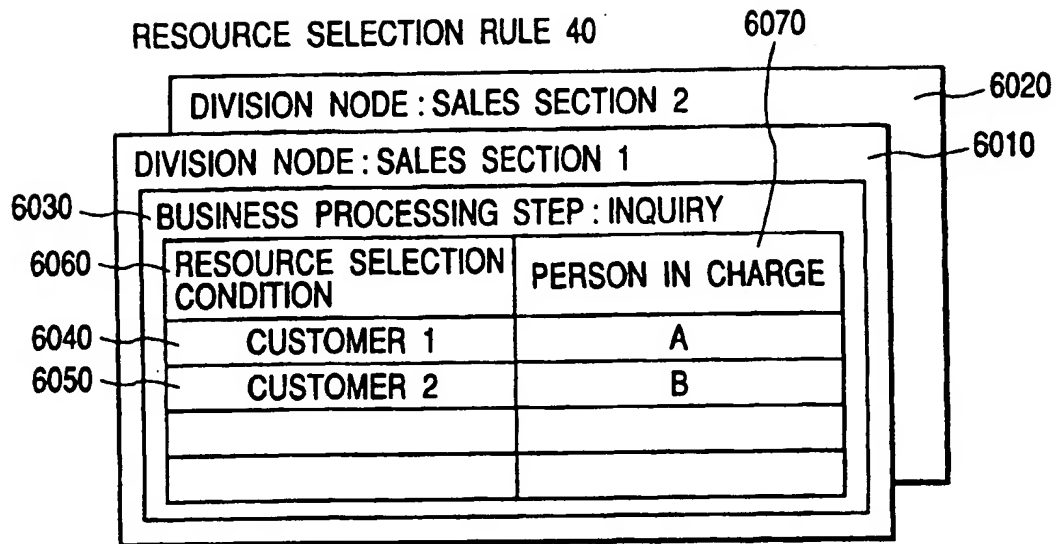 RESOURCE SELECTION RULE 40
6070
DIVISION NODE : SALES SECTION 2
6020
DIVISION NODE : SALES SECTION 1
6010
6030
BUSINESS PROCESSING STEP : INQUIRY
6060
RESOURCE SELECTION CONDITION
PERSON IN CHARGE
6040
CUSTOMER 1
A
6050
CUSTOMER 2
B